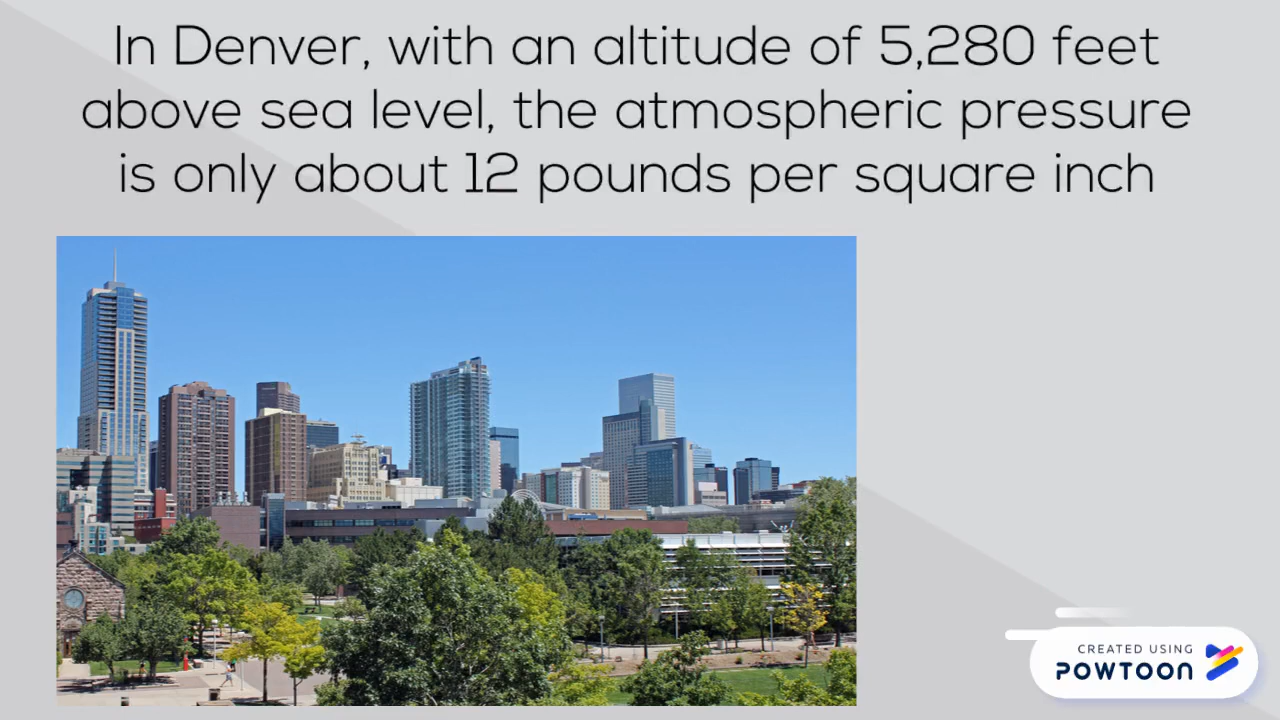 In Denver, with an altitude of 5,280 feet
above sea level, the atmospheric pressure
is only about 12 pounds per square inch
CREATED USING
POWTOON